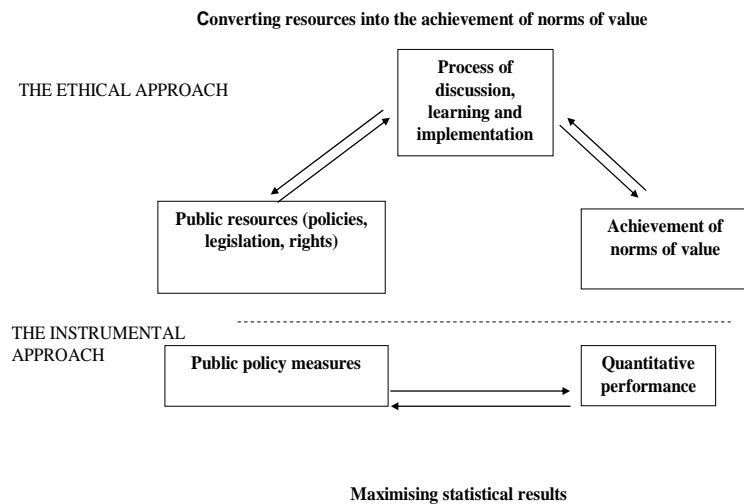 Converting resources into the achievement of norms of value
THE ETHICAL APPROACH
Process of
discussion,
learning and
implementation
Public resources (policies,
legislation, rights)
Achievement of
norms of value
THE INSTRUMENTAL
APPROACH
Public policy measures
Quantitative
performance
Maximising statistical results